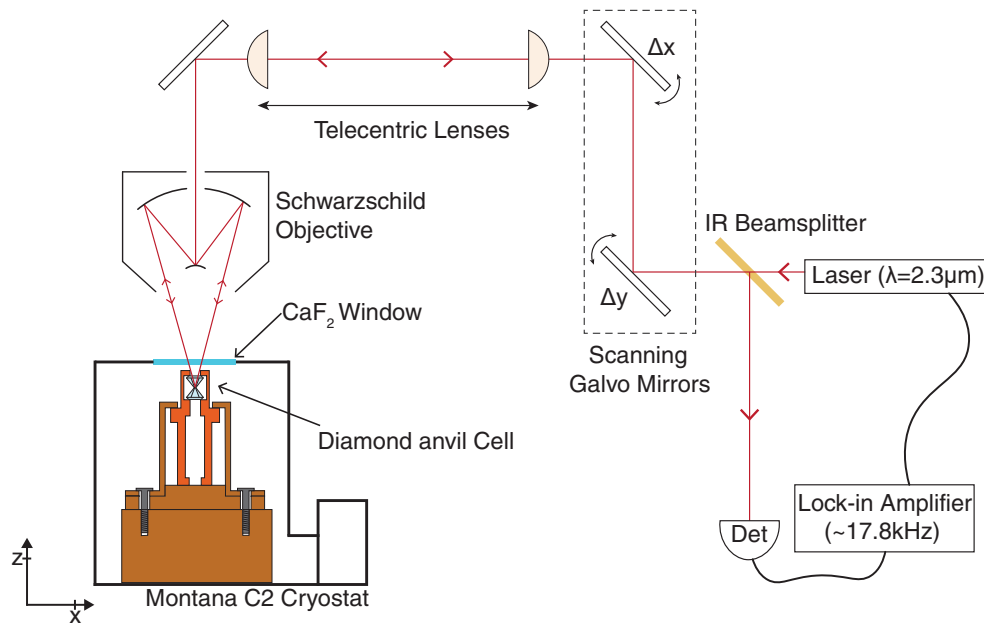 Δx
Telecentric Lenses
Schwarzschild
Objective
IR Beamsplitter
Laser (λ=2.3μm)
Δy
CaF₂ Window
Scanning
Galvo Mirrors
Diamond anvil Cell
Lock-in Amplifier
(~17.8kHz)
Det
z
x
Montana C2 Cryostat